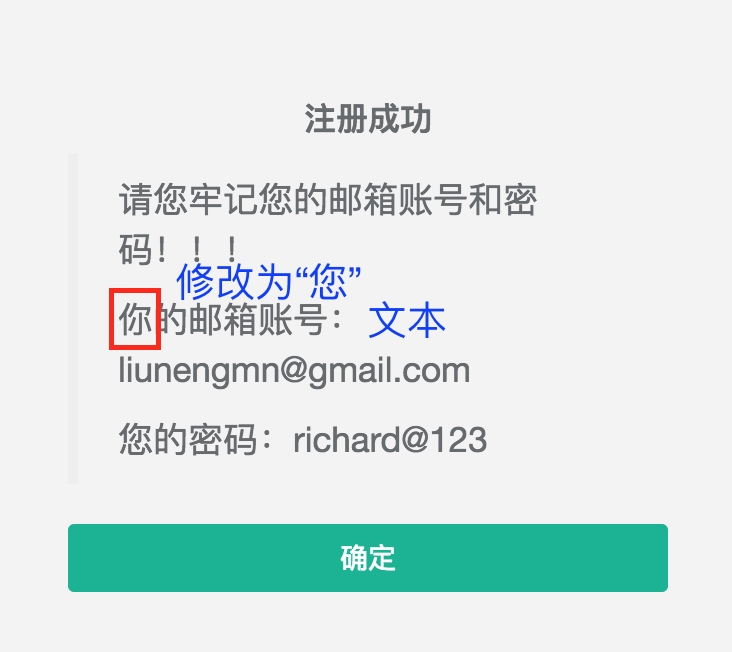 注册成功
请您牢记您的邮箱账号和密
码！！！
修改为“您”
你的邮箱账号： 文本
liunengmn@gmail.com
您的密码：richard@123
确定